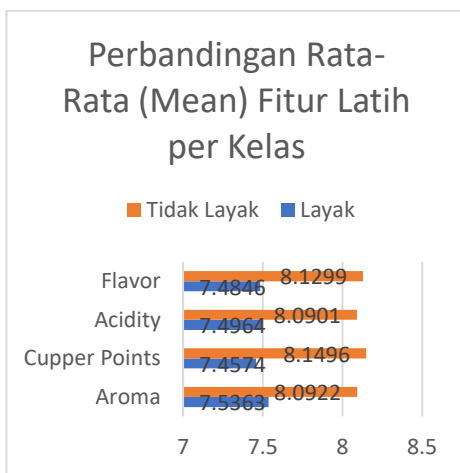 Perbandingan Rata-
Rata (Mean) Fitur Latih
per Kelas
Tidak Layak Layak
Flavor 8.1299
7.4846
Acidity 8.0901
7.4964
Cupper Points 8.1496
7.4574
Aroma 8.0922
7.5363
7 7.5 8 8.5